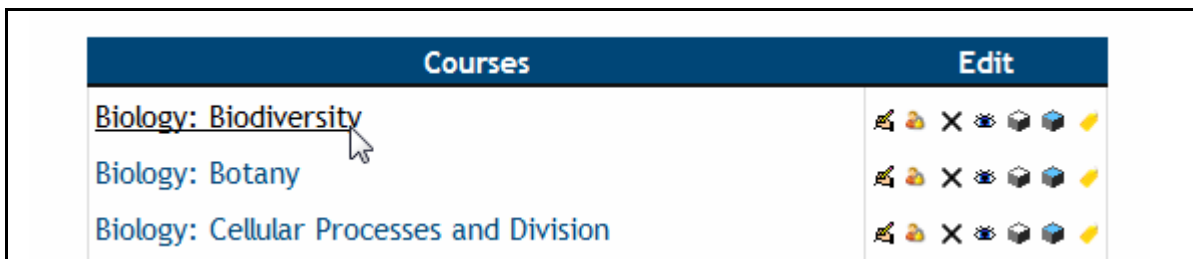 Courses Edit
Biology: Biodiversity
Biology: Botany
Biology: Cellular Processes and Division